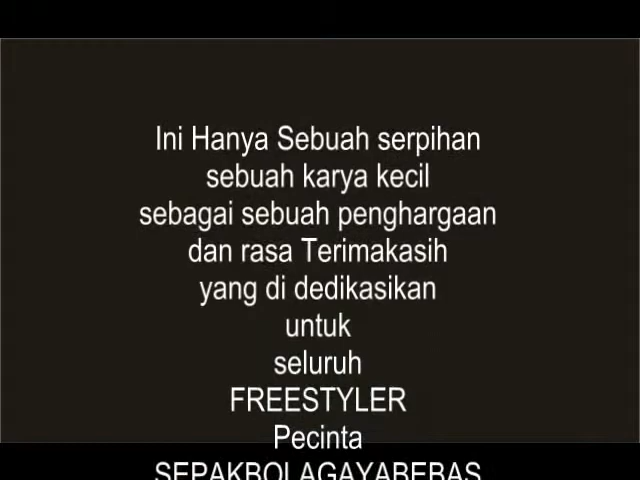 Ini Hanya Sebuah serpihan
sebuah karya kecil
sebagai sebuah penghargaan
dan rasa Terimakasih
yang di dedikasikan
untuk
seluruh
FREESTYLER
Pecinta
SEPAKBOLAGAYABEBAS